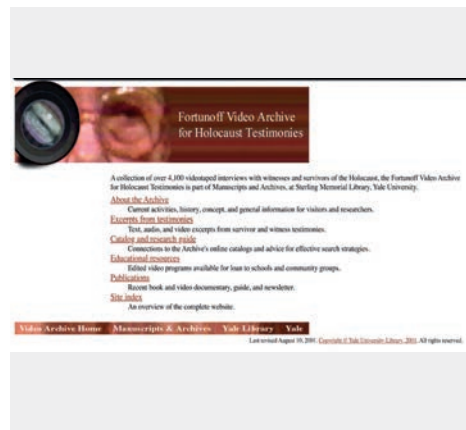 Fortunoff Video Archive
for Holocaust Testimonies
A collection of over 4,100 videotaped interviews with witnesses and survivors of the Holocaust, the Fortunoff Video Archive
for Holocaust Testimonies is part of Manuscripts and Archives, at Sterling Memorial Library, Yale University.
About the Archive
Current activities, history, concept, and general information for visitors and researchers.
Excerpts from testimonies
Text, audio, and video excerpts from survivor and witness testimonies.
Catalog and research guide
Connections to the Archive's online catalogs and advice for effective search strategies.
Educational resources
Edited video programs available for loan to schools and community groups.
Publications
Recent book and video documentary, guide, and newsletter.
Site index
An overview of the complete website.
Video Archive Home Manuscripts & Archives Yale Library Yale
Last revised August 10, 2001. Copyright © Yale University Library, 2001. All rights reserved.